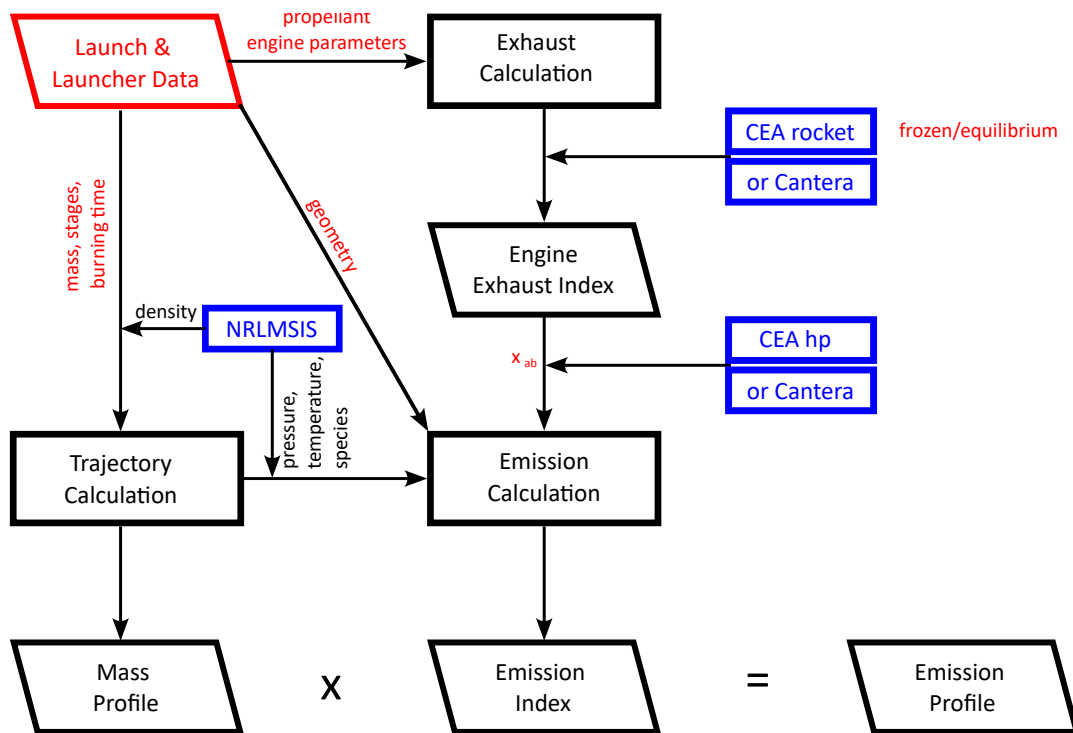 propellant
engine parameters
Launch &
Launcher Data
Exhaust
Calculation
CEA rocket
frozen/equilibrium
or Cantera
mass, stages,
burning time
geometry
Engine
Exhaust Index
density
NRLMSIS
CEA hp
x ab
or Cantera
pressure,
temperature,
species
Trajectory
Calculation
Emission
Calculation
Mass
Profile
x
Emission
Index
=
Emission
Profile